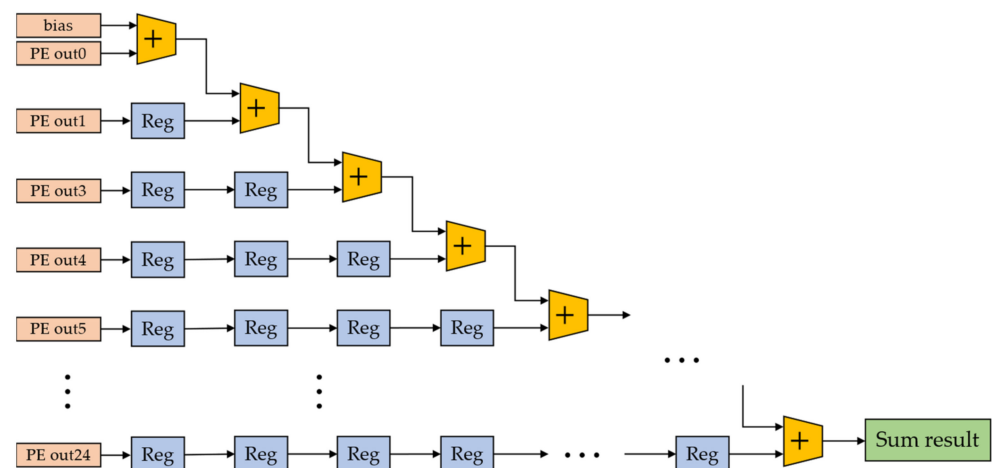 bias
PE out0
+
PE out1 Reg +
PE out3 Reg Reg +
PE out4 Reg Reg Reg +
PE out5 Reg Reg Reg Reg +
...
PE out24 Reg Reg Reg Reg ... Reg + Sum result